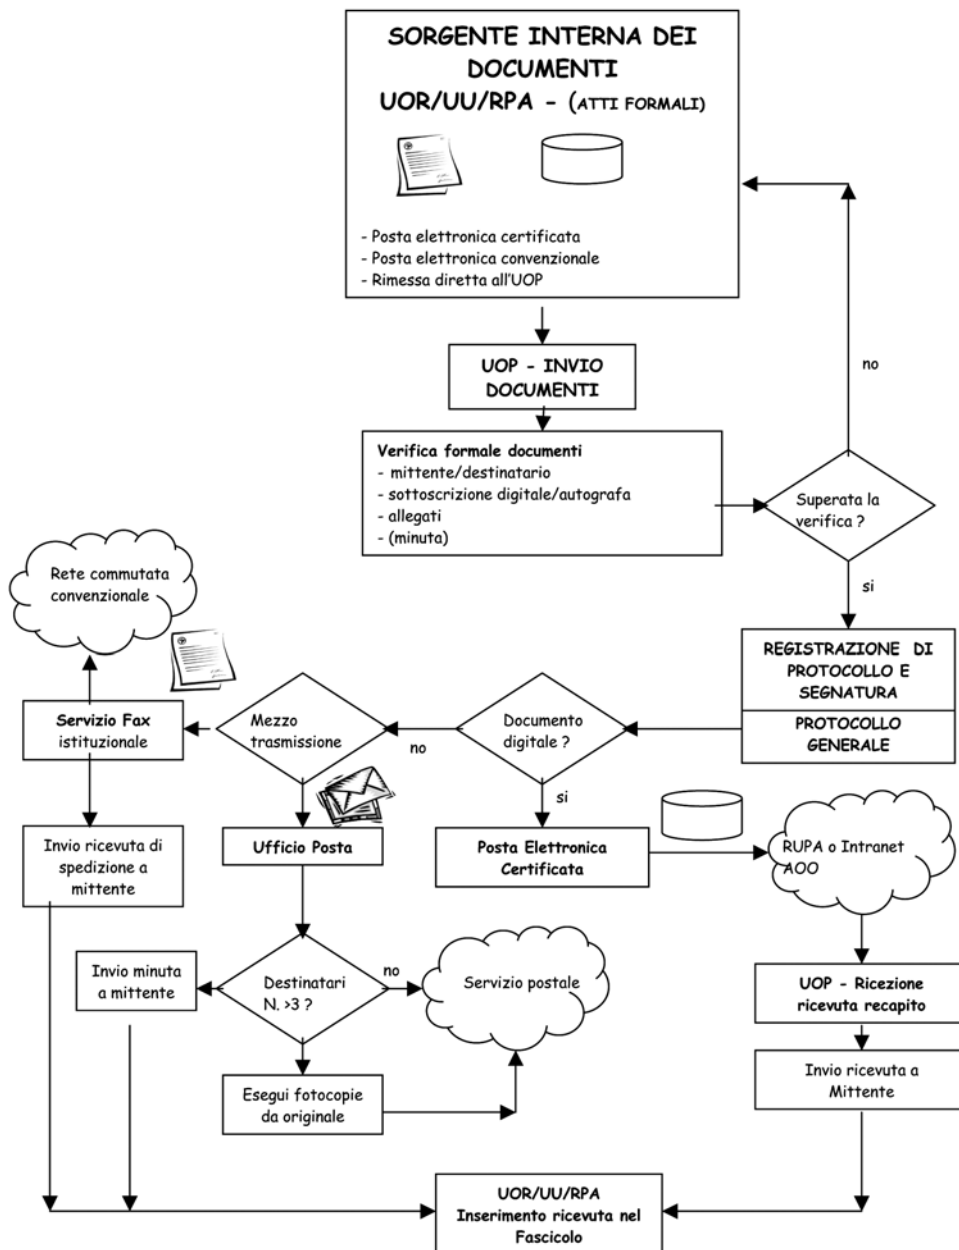 SORGENTE INTERNA DEI
DOCUMENTI
UOR/UU/RPA - (ATTI FORMALI)
- Posta elettronica certificata
- Posta elettronica convenzionale
- Rimessa diretta all'UOP
UOP - INVIO
DOCUMENTI
no
Verifica formale documenti
- mittente/destinatario
- sottoscrizione digitale/autografa
- allegati
- (minuta)
Superata la
verifica ?
si
Rete commutata
convenzionale
REGISTRAZIONE DI
PROTOCOLLO E
SEGNATURA
PROTOCOLLO
GENERALE
Documento
digitale ?
no
si
Mezzo
trasmissione
Servizio Fax
istituzionale
Invio ricevuta di
spedizione a
mittente
Ufficio Posta
Posta Elettronica
Certificata
RUPA o Intranet
AOO
Invio minuta
a mittente
Destinatari
N. >3 ?
no
Servizio postale
UOP - Ricezione
ricevuta recapito
Esegui fotocopie
da originale
Invio ricevuta a
Mittente
UOR/UU/RPA
Inserimento ricevuta nel
Fascicolo